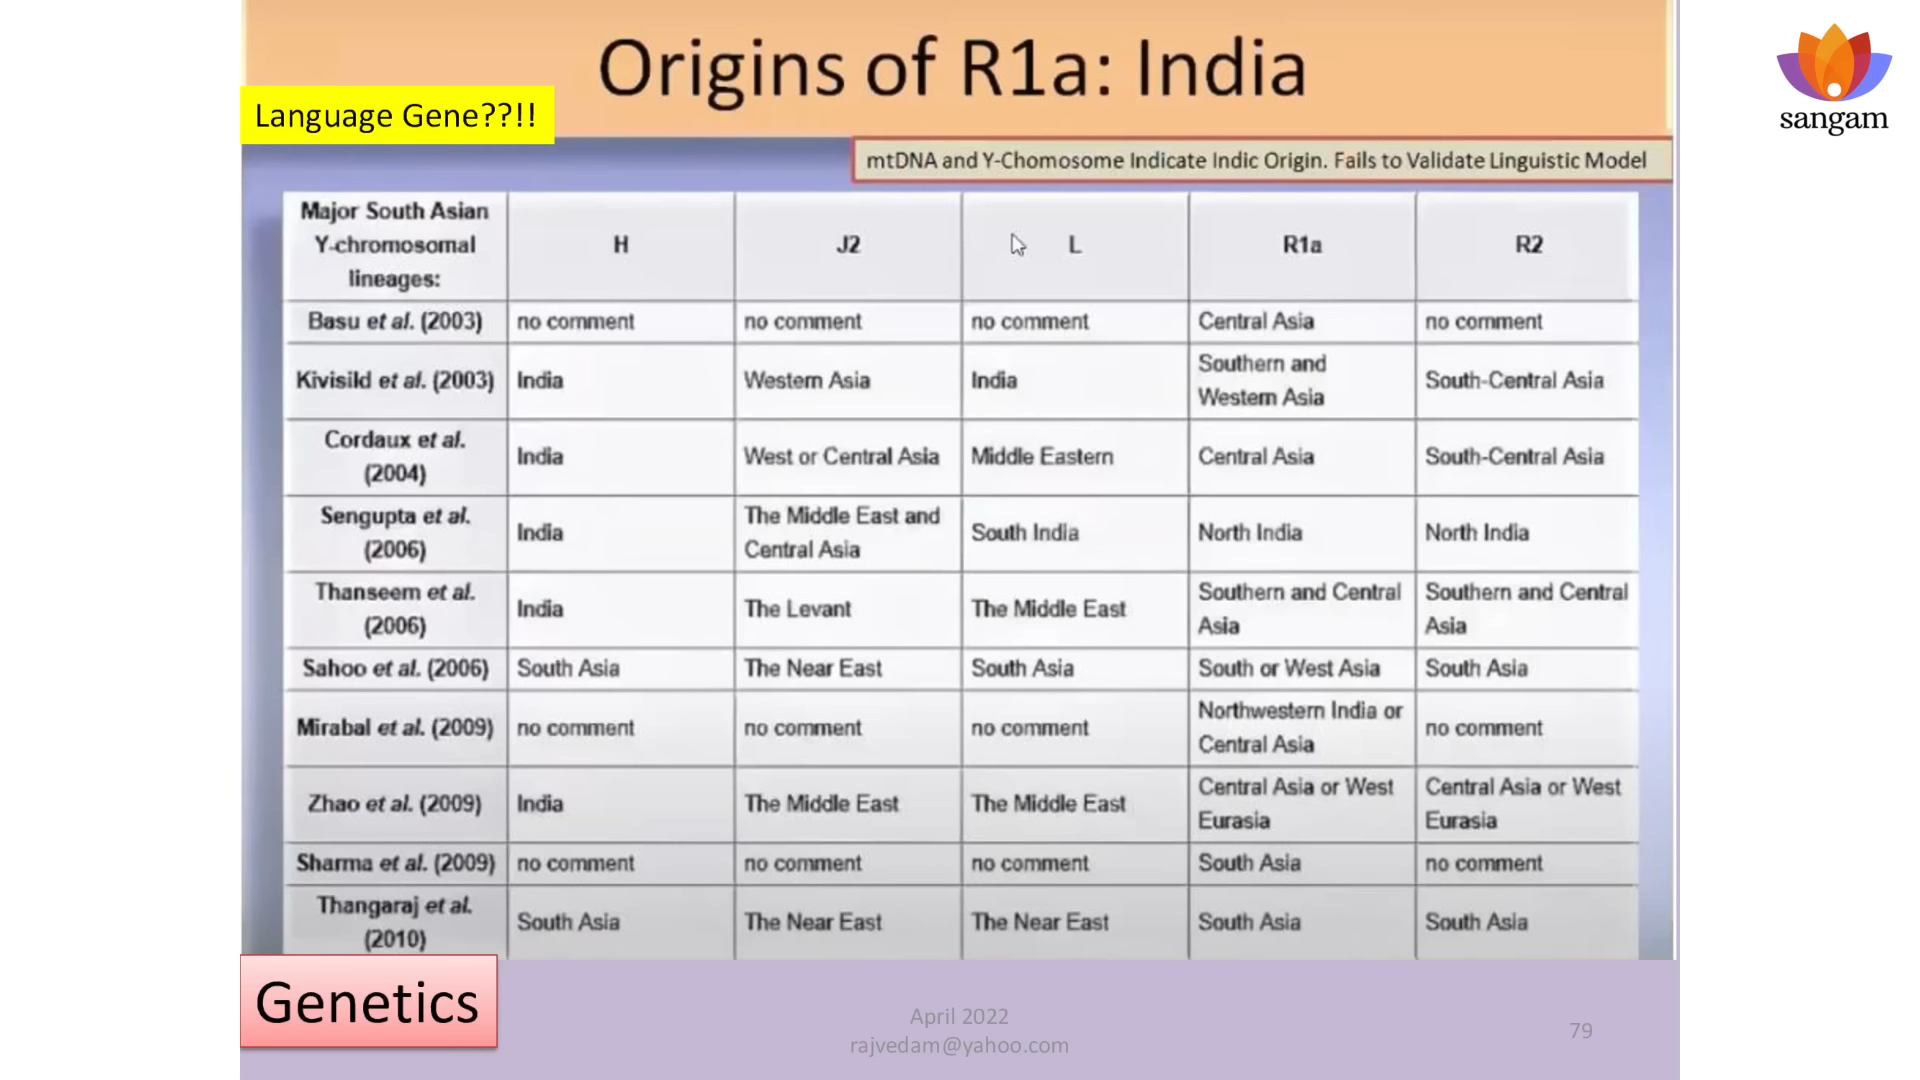 Origins of R1a: India
Language Gene??!!
sangam
mtDNA and Y-Chomosome Indicate Indic Origin. Fails to Validate Linguistic Model
Major South Asian
Y-chromosomal
lineages:
H
J2
L
R1a
R2
Basu et al. (2003)
no comment
no comment
no comment
Central Asia
no comment
Kivisild et al. (2003)
India
Western Asia
India
Southern and
Western Asia
South-Central Asia
Cordaux et al.
(2004)
India
West or Central Asia
Middle Eastern
Central Asia
South-Central Asia
Sengupta et al.
(2006)
India
The Middle East and
Central Asia
South India
North India
North India
Thanseem et al.
(2006)
India
The Levant
The Middle East
Southern and Central
Asia
Southern and Central
Asia
Sahoo et al. (2006)
South Asia
The Near East
South Asia
South or West Asia
South Asia
Mirabal et al. (2009)
no comment
no comment
no comment
Northwestern India or
Central Asia
no comment
Zhao et al. (2009)
India
The Middle East
The Middle East
Central Asia or West
Eurasia
Central Asia or West
Eurasia
Sharma et al. (2009)
no comment
no comment
no comment
South Asia
no comment
Thangaraj et al.
(2010)
South Asia
The Near East
The Near East
South Asia
South Asia
Genetics
April 2022
rajvedam@yahoo.com
79